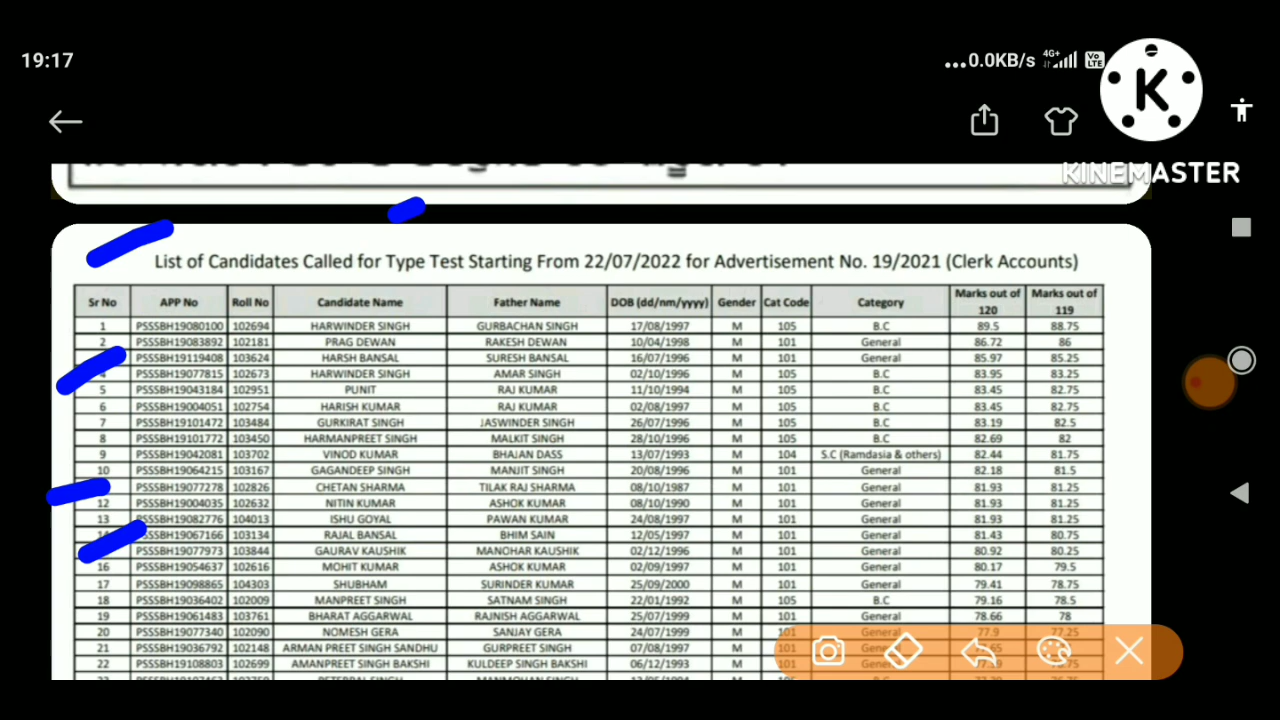 19:17
...0.0KB/s 4G+ Vo LTE
K
KINEMASTER
List of Candidates Called for Type Test Starting From 22/07/2022 for Advertisement No. 19/2021 (Clerk Accounts)
Sr No APP No Roll No Candidate Name Father Name DOB (dd/nm/yyyy) Gender Cat Code Category Marks out of 120 Marks out of 119
1 PSSSBH19080100 102694 HARWINDER SINGH GURBACHAN SINGH 17/08/1997 M 105 B.C 89.5 88.75
2 PSSSBH19083892 102181 PRAG DEWAN RAKESH DEWAN 10/04/1998 M 101 General 86.72 86
PSSSBH19119408 103624 HARSH BANSAL SURESH BANSAL 16/07/1996 M 101 General 85.97 85.25
PSSSBH19077815 102673 HARWINDER SINGH AMAR SINGH 02/10/1996 M 105 B.C 83.95 83.25
5 PSSSBH19043184 102951 PUNIT RAJ KUMAR 11/10/1994 M 105 B.C 83.45 82.75
6 PSSSBH19004051 102754 HARISH KUMAR RAJ KUMAR 02/08/1997 M 105 B.C 83.45 82.75
7 PSSSBH19101472 103484 GURKIRAT SINGH JASWINDER SINGH 26/07/1996 M 105 B.C 83.19 82.5
8 PSSSBH19101772 103450 HARMANPREET SINGH MALKIT SINGH 28/10/1996 M 105 B.C 82.69 82
9 PSSSBH19042081 103702 VINOD KUMAR BHAJAN DASS 13/07/1993 M 104 S.C (Ramdasia & others) 82.44 81.75
10 PSSSBH19064215 103167 GAGANDEEP SINGH MANJIT SINGH 20/08/1996 M 101 General 82.18 81.5
PSSSBH19077278 102826 CHETAN SHARMA TILAK RAJ SHARMA 08/10/1987 M 101 General 81.93 81.25
12 PSSSBH19004035 102632 NITIN KUMAR ASHOK KUMAR 08/10/1990 M 101 General 81.93 81.25
13 PSSSBH19082776 104013 ISHU GOYAL PAWAN KUMAR 24/08/1997 M 101 General 81.93 81.25
14 PSSSBH19067166 103134 RAJAL BANSAL BHIM SAIN 12/05/1997 M 101 General 81.43 80.75
PSSSBH19077973 103844 GAURAV KAUSHIK MANOHAR KAUSHIK 02/12/1996 M 101 General 80.92 80.25
16 PSSSBH19054637 102616 MOHIT KUMAR ASHOK KUMAR 02/09/1997 M 101 General 80.17 79.5
17 PSSSBH19098865 104303 SHUBHAM SURINDER KUMAR 25/09/2000 M 101 General 79.41 78.75
18 PSSSBH19036402 102009 MANPREET SINGH SATNAM SINGH 22/01/1992 M 105 B.C 79.16 78.5
19 PSSSBH19061483 103761 BHARAT AGGARWAL RAJNISH AGGARWAL 25/07/1999 M 101 General 78.66 78
20 PSSSBH19077340 102090 NOMESH GERA SANJAY GERA 24/07/1999 M 101 General 77.9 77.25
21 PSSSBH19036792 102148 ARMAN PREET SINGH SANDHU GURPREET SINGH 07/08/1997 M 101
22 PSSSBH19108803 102699 AMANPREET SINGH BAKSHI KULDEEP SINGH BAKSHI 06/12/1993 M 101